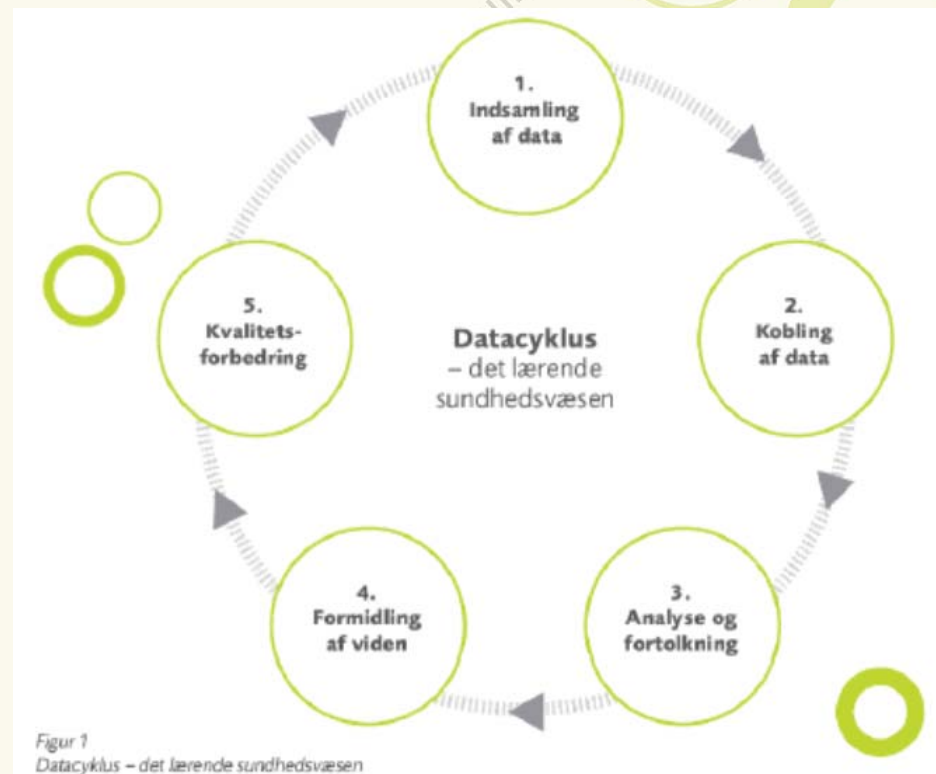 1.
Indsamling
af data
2.
Kobling
af data
3.
Analyse og
fortolkning
4.
Formidling
af viden
5.
Kvalitets-
forbedring
Datacyklus
– det lærende
sundhedsvæsen
Figur 1
Datacyklus – det lærende sundhedsvæsen